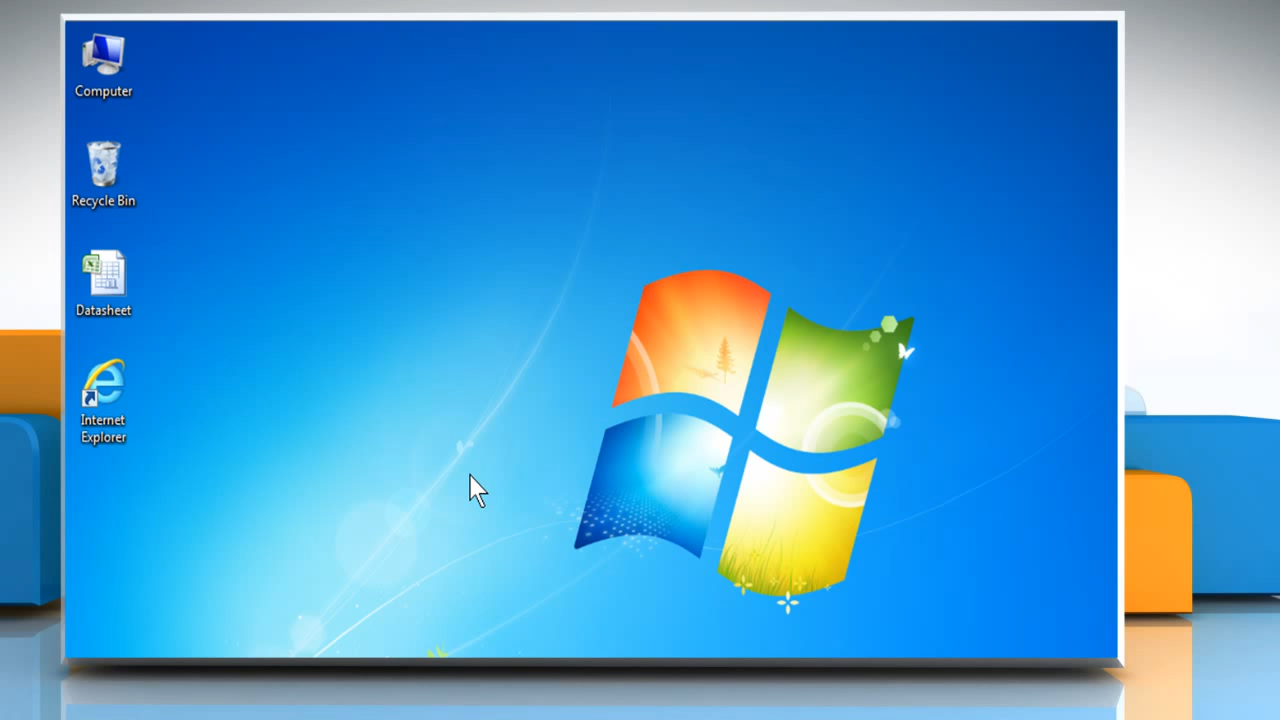 Computer
Recycle Bin
Datasheet
Internet
Explorer